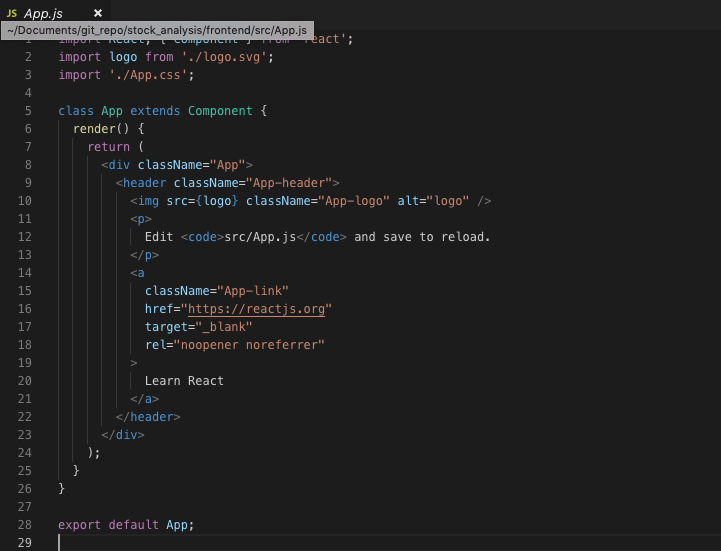 JS App.js ×
~/Documents/git_repo/stock_analysis/frontend/src/App.js
1 import React, { Component } from 'react';
2 import logo from './logo.svg';
3 import './App.css';
4
5 class App extends Component {
6   render() {
7     return (
8       <div className="App">
9         <header className="App-header">
10           <img src={logo} className="App-logo" alt="logo" />
11           <p>
12             Edit <code>src/App.js</code> and save to reload.
13           </p>
14           <a
15             className="App-link"
16             href="https://reactjs.org"
17             target="_blank"
18             rel="noopener noreferrer"
19           >
20             Learn React
21           </a>
22         </header>
23       </div>
24     );
25   }
26 }
27
28 export default App;
29